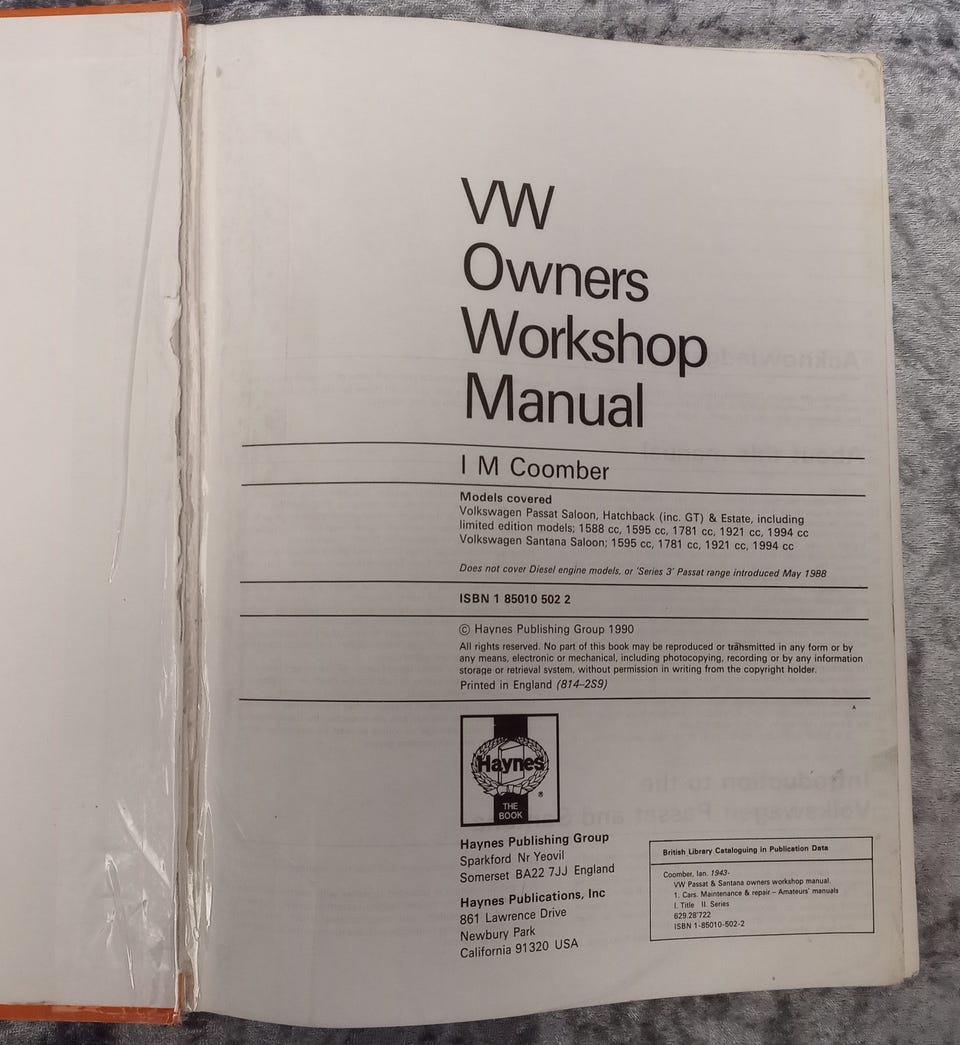 VW
Owners
Workshop
Manual
I M Coomber
Models covered
Volkswagen Passat Saloon, Hatchback (inc. GT) & Estate, including
limited edition models; 1588 cc, 1595 cc, 1781 cc, 1921 cc, 1994 cc
Volkswagen Santana Saloon; 1595 cc, 1781 cc, 1921 cc, 1994 cc
Does not cover Diesel engine models, or 'Series 3' Passat range introduced May 1988
ISBN 1 85010 502 2
© Haynes Publishing Group 1990
All rights reserved. No part of this book may be reproduced or transmitted in any form or by
any means, electronic or mechanical, including photocopying, recording or by any information
storage or retrieval system, without permission in writing from the copyright holder.
Printed in England (814-2S9)
Haynes
®
THE
BOOK
Haynes Publishing Group
Sparkford Nr Yeovil
Somerset BA22 7JJ England
Haynes Publications, Inc
861 Lawrence Drive
Newbury Park
California 91320 USA
British Library Cataloguing in Publication Data
Coomber, Ian. 1943-
VW Passat & Santana owners workshop manual.
1. Cars. Maintenance & repair – Amateurs' manuals
I. Title II. Series
629.28'722
ISBN 1-85010-502-2